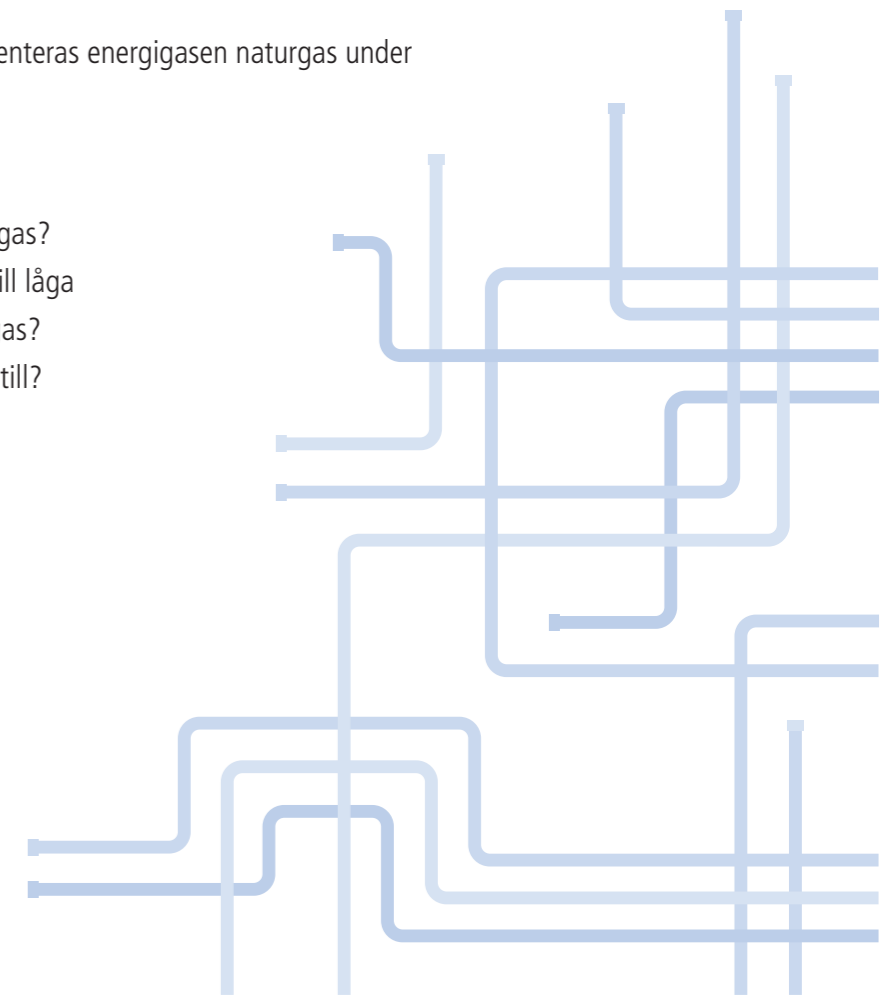 enteras energigasen naturgas under
gas?
ill låga
as?
till?